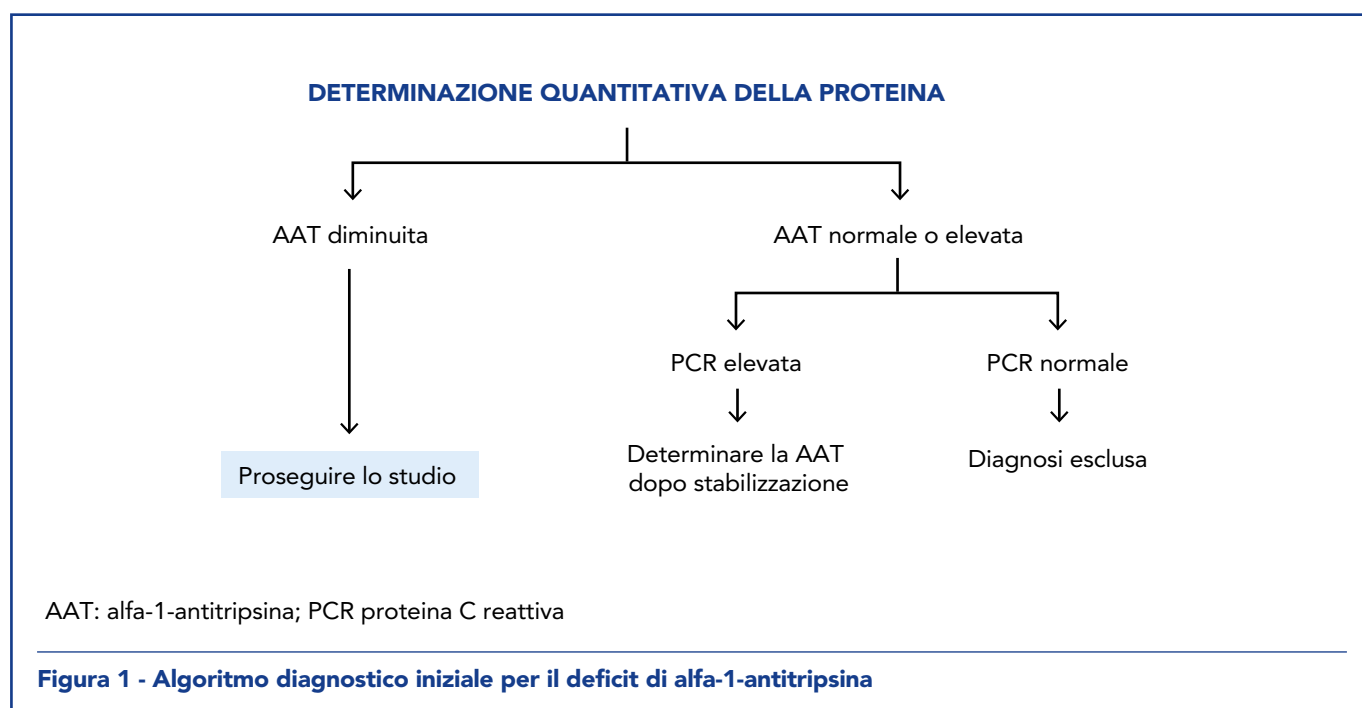 DETERMINAZIONE QUANTITATIVA DELLA PROTEINA
AAT diminuita
AAT normale o elevata
PCR elevata
PCR normale
Proseguire lo studio
Determinare la AAT
dopo stabilizzazione
Diagnosi esclusa
AAT: alfa-1-antitripsina; PCR proteina C reattiva
Figura 1 - Algoritmo diagnostico iniziale per il deficit di alfa-1-antitripsina